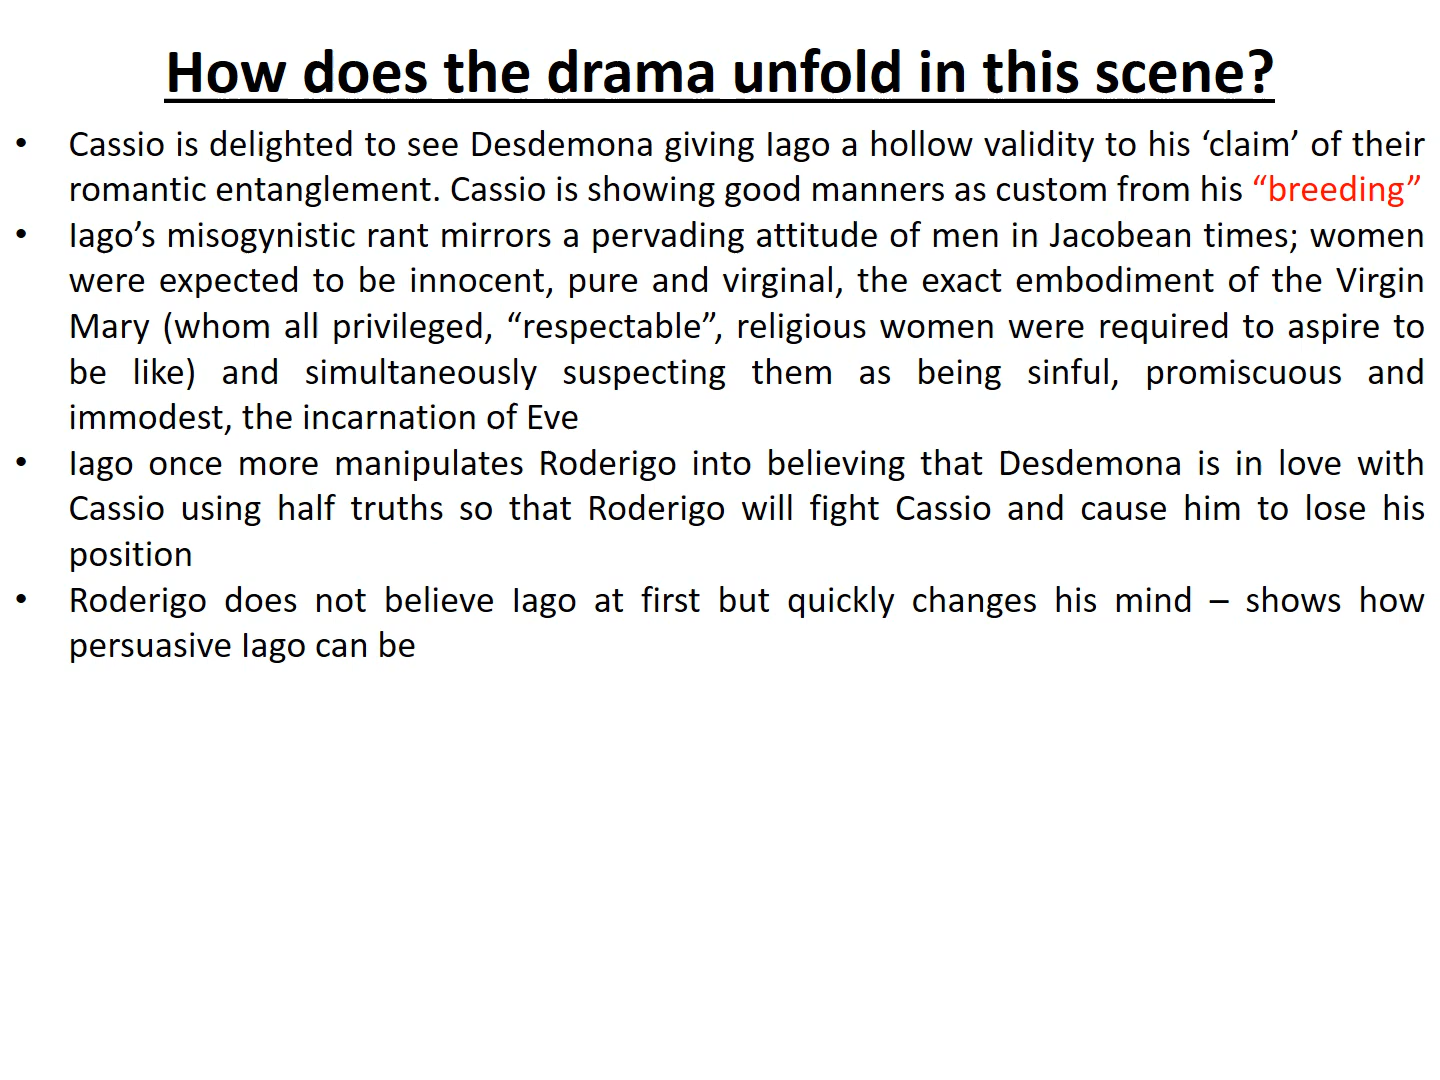 How does the drama unfold in this scene?
• Cassio is delighted to see Desdemona giving Iago a hollow validity to his ‘claim’ of their
romantic entanglement. Cassio is showing good manners as custom from his “breeding”
• Iago’s misogynistic rant mirrors a pervading attitude of men in Jacobean times; women
were expected to be innocent, pure and virginal, the exact embodiment of the Virgin
Mary (whom all privileged, “respectable”, religious women were required to aspire to
be like) and simultaneously suspecting them as being sinful, promiscuous and
immodest, the incarnation of Eve
• Iago once more manipulates Roderigo into believing that Desdemona is in love with
Cassio using half truths so that Roderigo will fight Cassio and cause him to lose his
position
• Roderigo does not believe Iago at first but quickly changes his mind – shows how
persuasive Iago can be